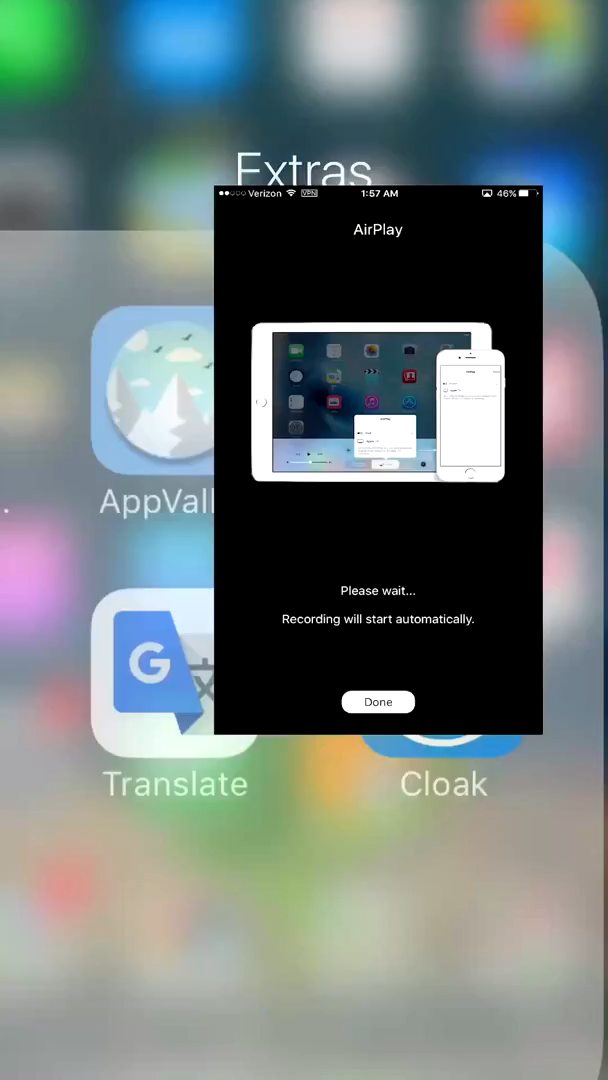 Extras
Verizon VPN 1:57 AM 46%
AirPlay
AppVall
Please wait...
Recording will start automatically.
G
Done
Translate
Cloak